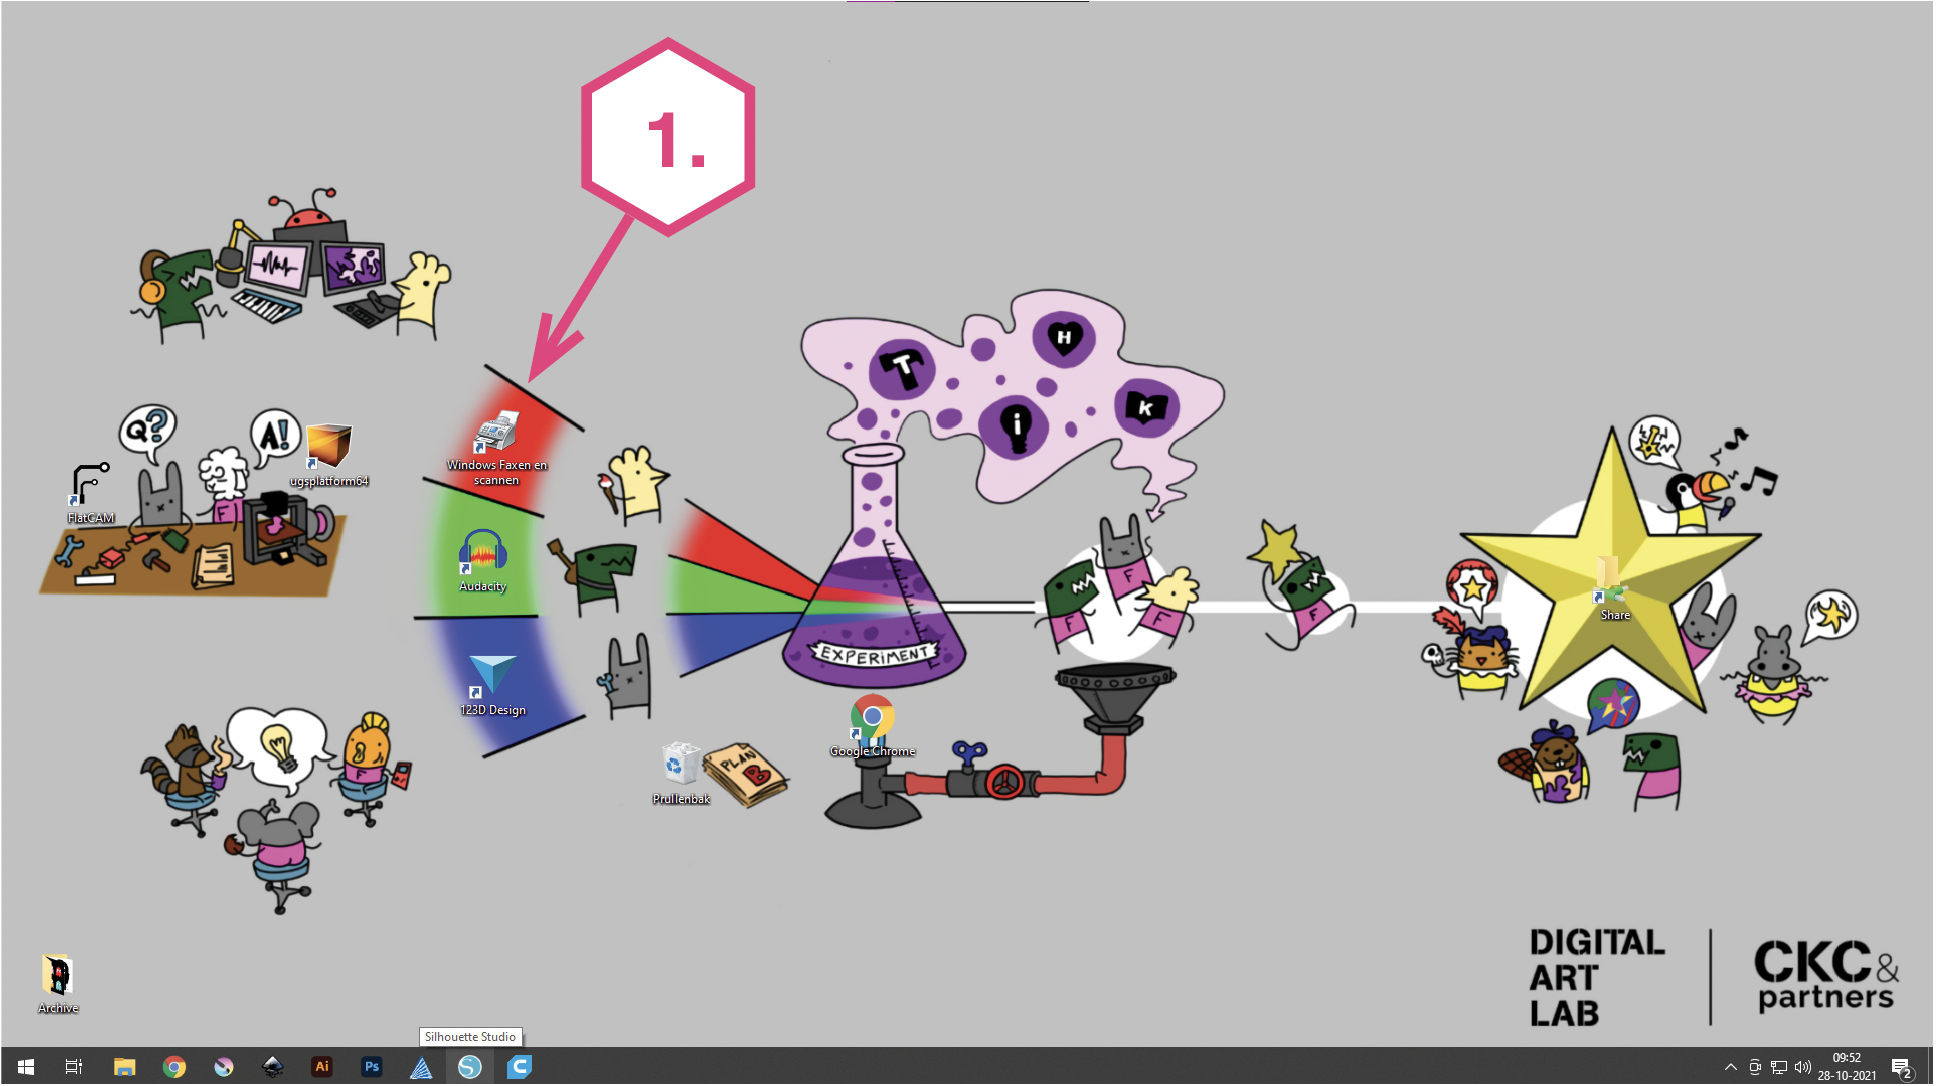 1.
T
H
i
K
Q?
A!
F
ugsplatform64
FlatCAM
Windows Faxen en
scannen
Audacity
123D Design
EXPERIMENT
F
F
F
F
Share
Google Chrome
PLAN
B
Prullenbak
F
Archive
DIGITAL
ART
LAB
CKC&
partners
Silhouette Studio
Ai
Ps
S
C
09:52
28-10-2021
2